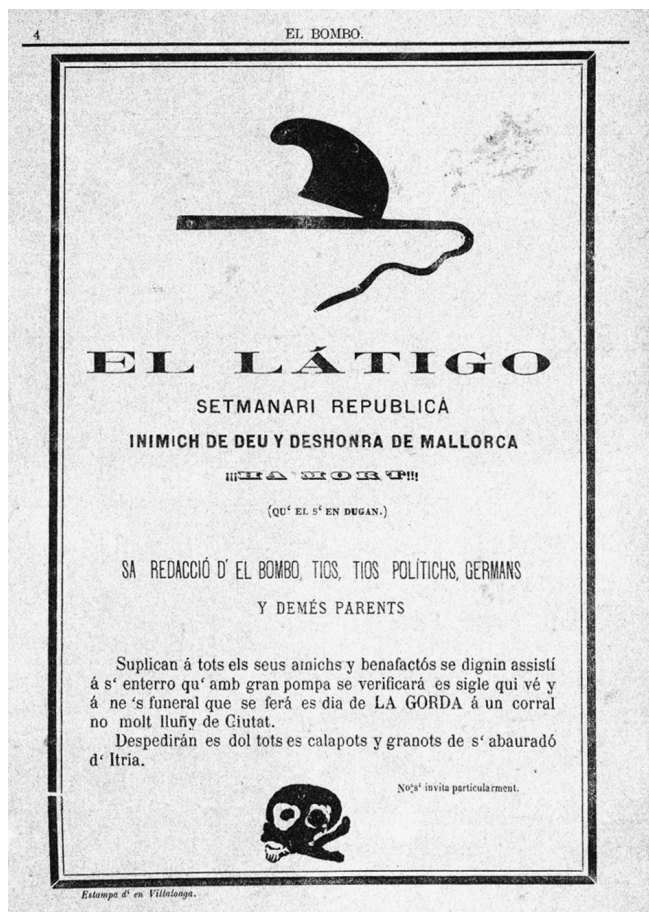 4
EL BOMBO.
EL LÁTIGO
SETMANARI REPUBLICÁ
INIMICH DE DEU Y DESHONRA DE MALLORCA
¡¡¡HA MORT!!!
(QU‘ EL S‘ EN DUGAN.)
SA REDACCIÓ D‘ EL BOMBO, TIOS, TIOS POLÍTICHS, GERMANS
Y DEMÉS PARENTS
Suplican á tots els seus amichs y benafactós se dignin assistí
á s‘ enterro qu‘ amb gran pompa se verificará es sigle qui vé y
á ne ‘s funeral que se ferá es dia de LA GORDA á un corral
no molt lluñy de Ciutat.
Despedirán es dol tots es calapots y granots de s‘ abauradó
d‘ Itria.
No ‘s‘ invita particularment.
Estampa d‘ en Villalonga.